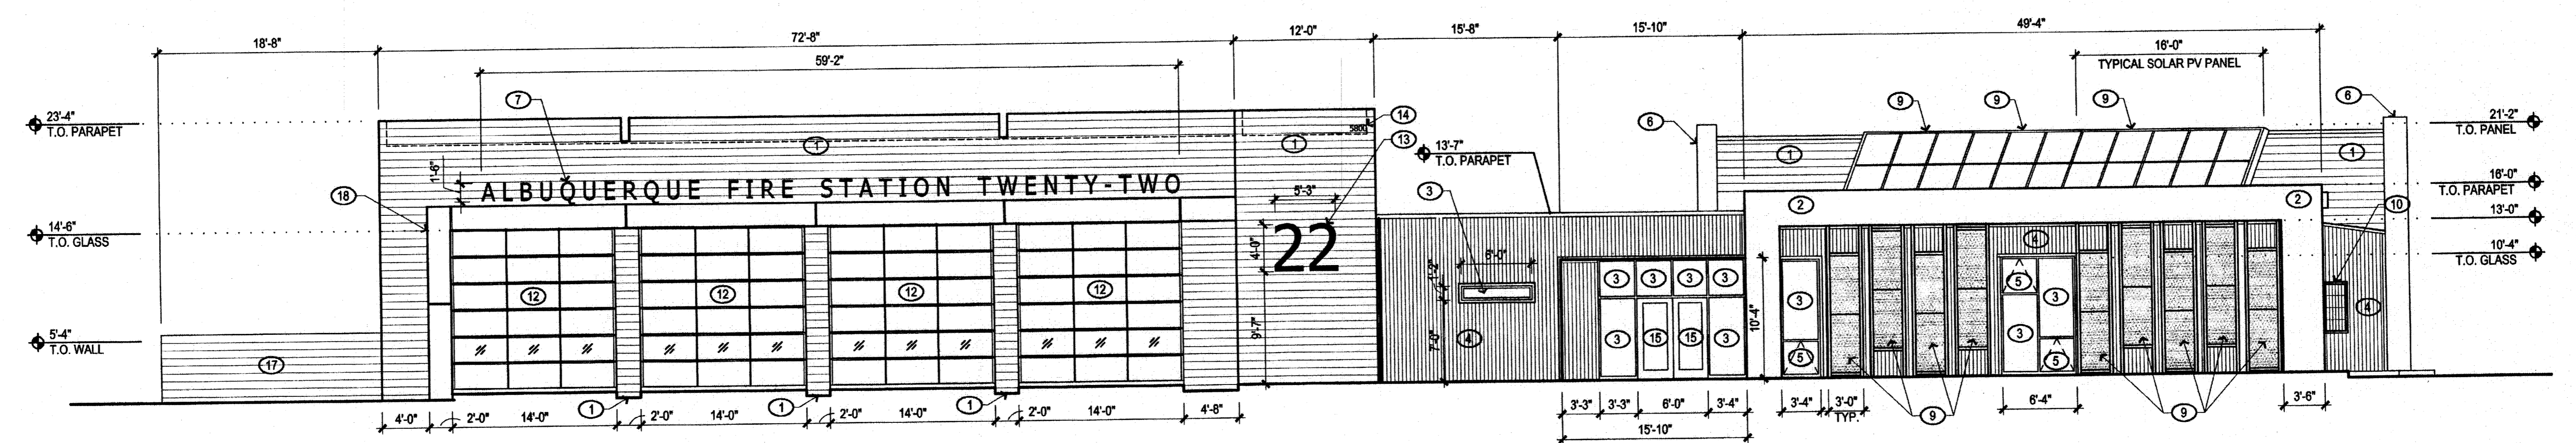 18'-8" 72'-8" 12'-0" 15'-8" 15'-10" 49'-4"
59'-2" 16'-0"
TYPICAL SOLAR PV PANEL
7 9 9 9 6
23'-4"
T.O. PARAPET
14
5800
6
21'-2"
T.O. PANEL
1 1 13
13'-7"
T.O. PARAPET
1 1
1'-6"
ALBUQUERQUE FIRE STATION TWENTY-TWO
18
5'-3"
3
16'-0"
T.O. PARAPET
2 2 10
13'-0"
14'-6"
T.O. GLASS
4'-0"
22
4
10'-4"
T.O. GLASS
6'-0"
1'-2"
3 3 3 3
5 3
12 12 12 12
3
4
5'-4"
T.O. WALL
9'-7"
7'-0"
4
3 15 15 3
10'-4"
3
5 5
17
4'-0" 2'-0" 14'-0" 1 2'-0" 14'-0" 1 2'-0" 14'-0" 1 2'-0" 14'-0" 4'-8"
3'-3" 3'-3" 6'-0" 3'-4"
15'-10"
3'-4" 3'-0"
TYP.
9
6'-4"
9
3'-6"